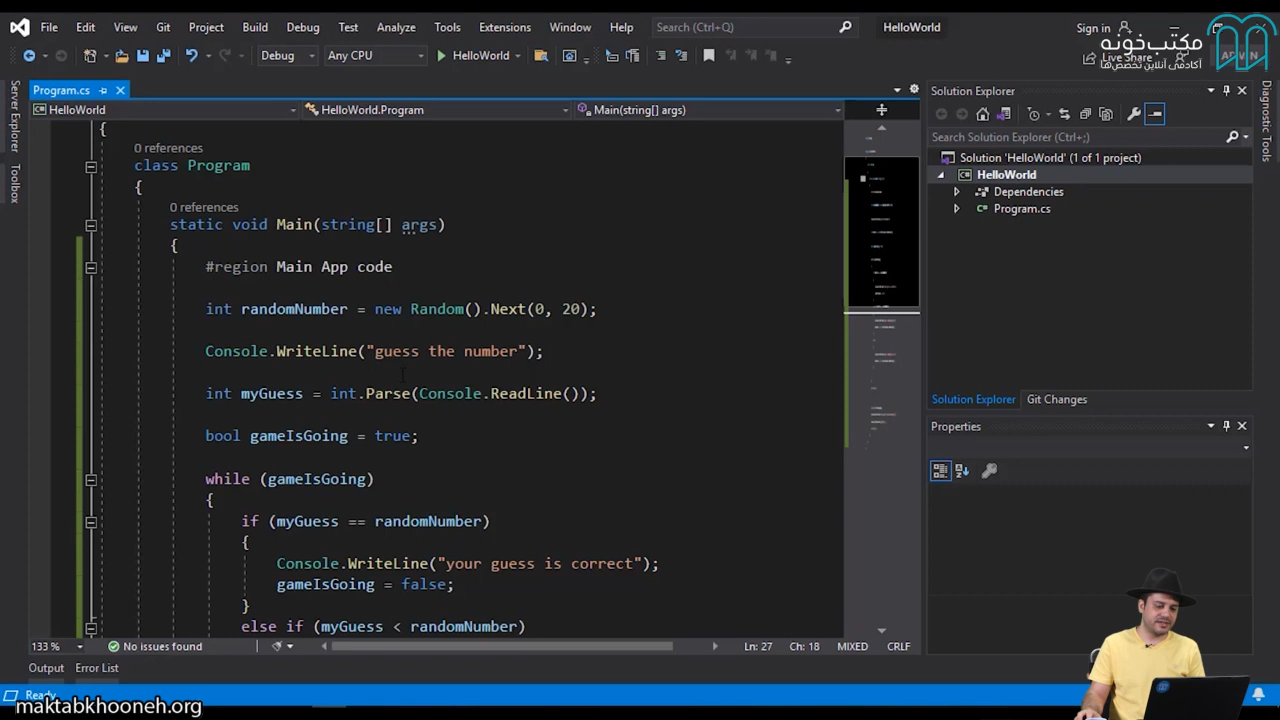 File Edit View Git Project Build Debug Test Analyze Tools Extensions Window Help Search (Ctrl+Q) HelloWorld Sign in
مکتب‌خونه
آکادمی آنلاین تخصص‌ها
Debug Any CPU HelloWorld Live Share
Server Explorer
Toolbox
Program.cs
HelloWorld HelloWorld.Program Main(string[] args)
{
0 references
class Program
{
0 references
static void Main(string[] args)
{
#region Main App code
int randomNumber = new Random().Next(0, 20);
Console.WriteLine("guess the number");
int myGuess = int.Parse(Console.ReadLine());
bool gameIsGoing = true;
while (gameIsGoing)
{
if (myGuess == randomNumber)
{
Console.WriteLine("your guess is correct");
gameIsGoing = false;
}
else if (myGuess < randomNumber)
133 % No issues found Ln: 27 Ch: 18 MIXED CRLF
Output Error List
Ready
Solution Explorer
Search Solution Explorer (Ctrl+;)
Solution 'HelloWorld' (1 of 1 project)
HelloWorld
Dependencies
Program.cs
Solution Explorer Git Changes
Properties
Diagnostic Tools
maktabkhooneh.org